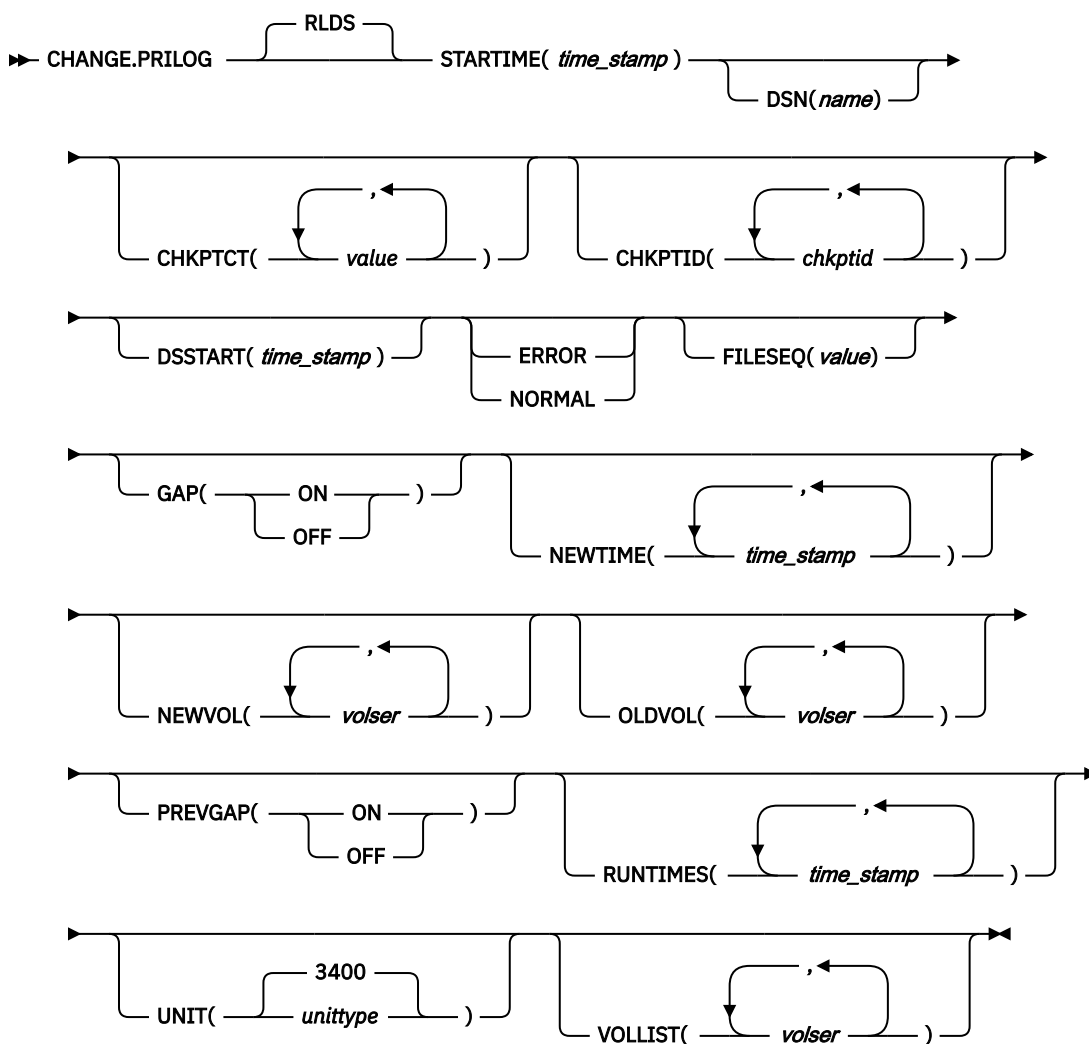 RLDS
CHANGE.PRILOG STARTIME( time_stamp )
DSN(name)
, ,
CHKPTCT( value ) CHKPTID( chkptid )
DSSTART( time_stamp ) ERROR FILESEQ( value)
NORMAL
GAP( ON ) ,
OFF NEWTIME( time_stamp )
, ,
NEWVOL( volser ) OLDVOL( volser )
PREVGAP( ON ) ,
OFF RUNTIMES( time_stamp )
3400 ,
UNIT( unittype ) VOLLIST( volser )